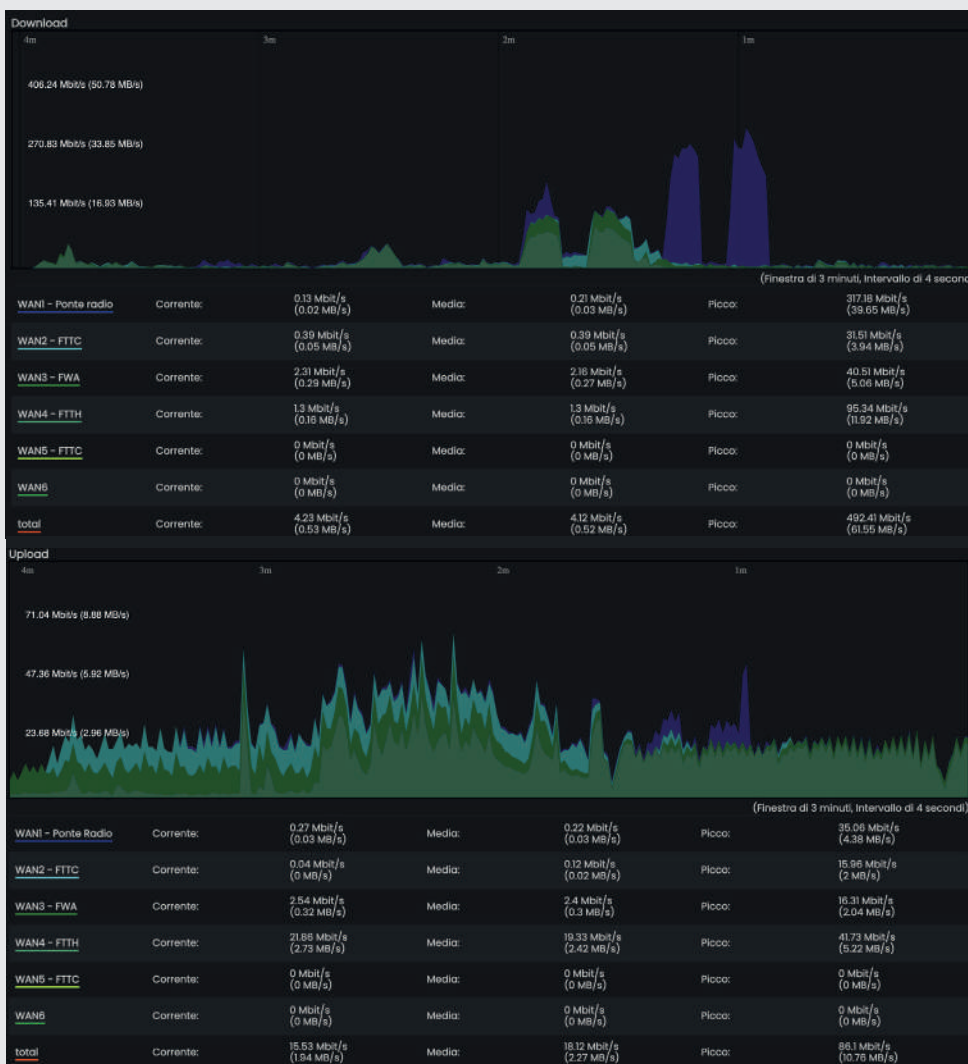 Download
4m 3m 2m 1m
406.24 Mbit/s (50.78 MB/s)
270.83 Mbit/s (33.85 MB/s)
135.41 Mbit/s (16.93 MB/s)
(Finestra di 3 minuti, Intervallo di 4 second
WAN1 - Ponte radio Corrente: 0.13 Mbit/s (0.02 MB/s) Media: 0.21 Mbit/s (0.03 MB/s) Picco: 317.18 Mbit/s (39.65 MB/s)
WAN2 - FTTC Corrente: 0.39 Mbit/s (0.05 MB/s) Media: 0.39 Mbit/s (0.05 MB/s) Picco: 31.51 Mbit/s (3.94 MB/s)
WAN3 - FWA Corrente: 2.31 Mbit/s (0.29 MB/s) Media: 2.16 Mbit/s (0.27 MB/s) Picco: 40.51 Mbit/s (5.06 MB/s)
WAN4 - FTTH Corrente: 1.3 Mbit/s (0.16 MB/s) Media: 1.3 Mbit/s (0.16 MB/s) Picco: 95.34 Mbit/s (11.92 MB/s)
WAN5 - FTTC Corrente: 0 Mbit/s (0 MB/s) Media: 0 Mbit/s (0 MB/s) Picco: 0 Mbit/s (0 MB/s)
WAN6 Corrente: 0 Mbit/s (0 MB/s) Media: 0 Mbit/s (0 MB/s) Picco: 0 Mbit/s (0 MB/s)
total Corrente: 4.23 Mbit/s (0.53 MB/s) Media: 4.12 Mbit/s (0.52 MB/s) Picco: 492.41 Mbit/s (61.55 MB/s)
Upload
4m 3m 2m 1m
71.04 Mbit/s (8.88 MB/s)
47.36 Mbit/s (5.92 MB/s)
23.68 Mbit/s (2.96 MB/s)
(Finestra di 3 minuti, Intervallo di 4 secondi)
WAN1 - Ponte Radio Corrente: 0.27 Mbit/s (0.03 MB/s) Media: 0.22 Mbit/s (0.03 MB/s) Picco: 35.06 Mbit/s (4.38 MB/s)
WAN2 - FTTC Corrente: 0.04 Mbit/s (0 MB/s) Media: 0.12 Mbit/s (0.02 MB/s) Picco: 15.96 Mbit/s (2 MB/s)
WAN3 - FWA Corrente: 2.54 Mbit/s (0.32 MB/s) Media: 2.4 Mbit/s (0.3 MB/s) Picco: 16.31 Mbit/s (2.04 MB/s)
WAN4 - FTTH Corrente: 21.86 Mbit/s (2.73 MB/s) Media: 19.33 Mbit/s (2.42 MB/s) Picco: 41.73 Mbit/s (5.22 MB/s)
WAN5 - FTTC Corrente: 0 Mbit/s (0 MB/s) Media: 0 Mbit/s (0 MB/s) Picco: 0 Mbit/s (0 MB/s)
WAN6 Corrente: 0 Mbit/s (0 MB/s) Media: 0 Mbit/s (0 MB/s) Picco: 0 Mbit/s (0 MB/s)
total Corrente: 15.53 Mbit/s (1.94 MB/s) Media: 18.12 Mbit/s (2.27 MB/s) Picco: 86.1 Mbit/s (10.76 MB/s)